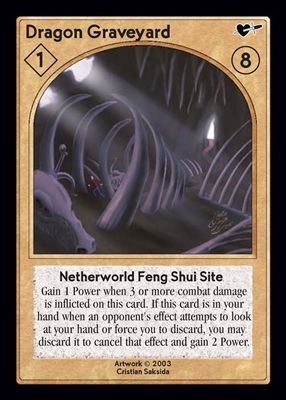 Dragon Graveyard
1
8
Netherworld Feng Shui Site
Gain 1 Power when 3 or more combat damage
is inflicted on this card. If this card is in your
hand when an opponent's effect attempts to look
at your hand or force you to discard, you may
discard it to cancel that effect and gain 2 Power.
Artwork © 2003
Cristian Saksida